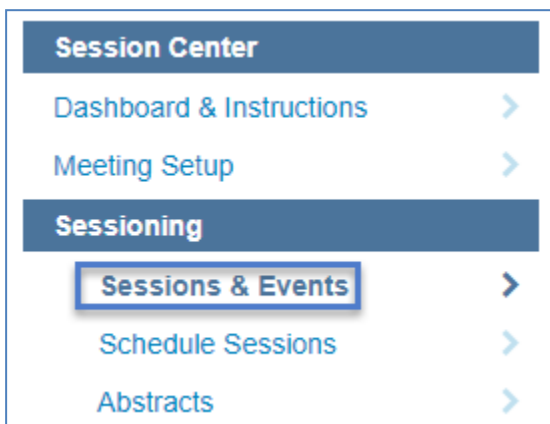 Session Center
Dashboard & Instructions
Meeting Setup
Sessioning
Sessions & Events
Schedule Sessions
Abstracts